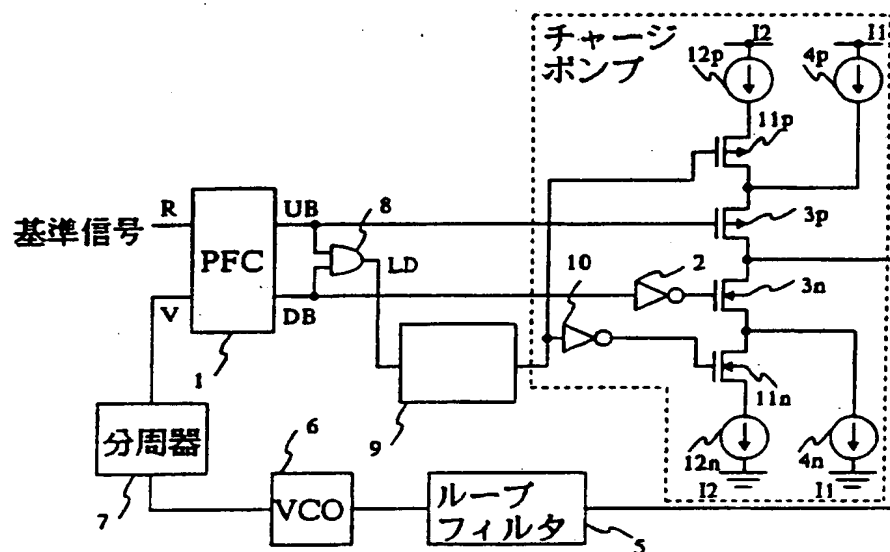 チャージ
ポンプ
I2
I1
12p
4p
11p
基準信号
R
UB
8
3p
PFC
LD
10
2
3n
V
DB
1
9
11n
分周器
7
6
VCO
ループ
フィルタ
5
12n
4n
I2
I1